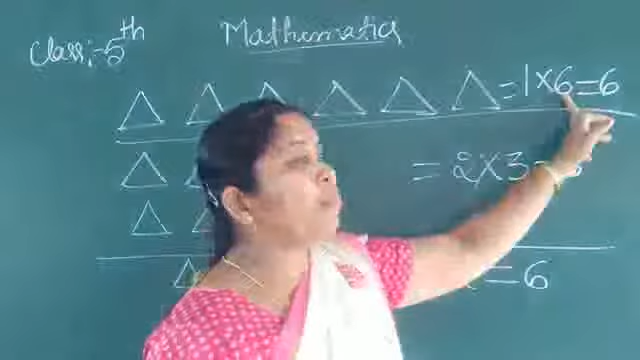 Class:-5th
Mathematics
=1×6=6
= 2×3=
=6